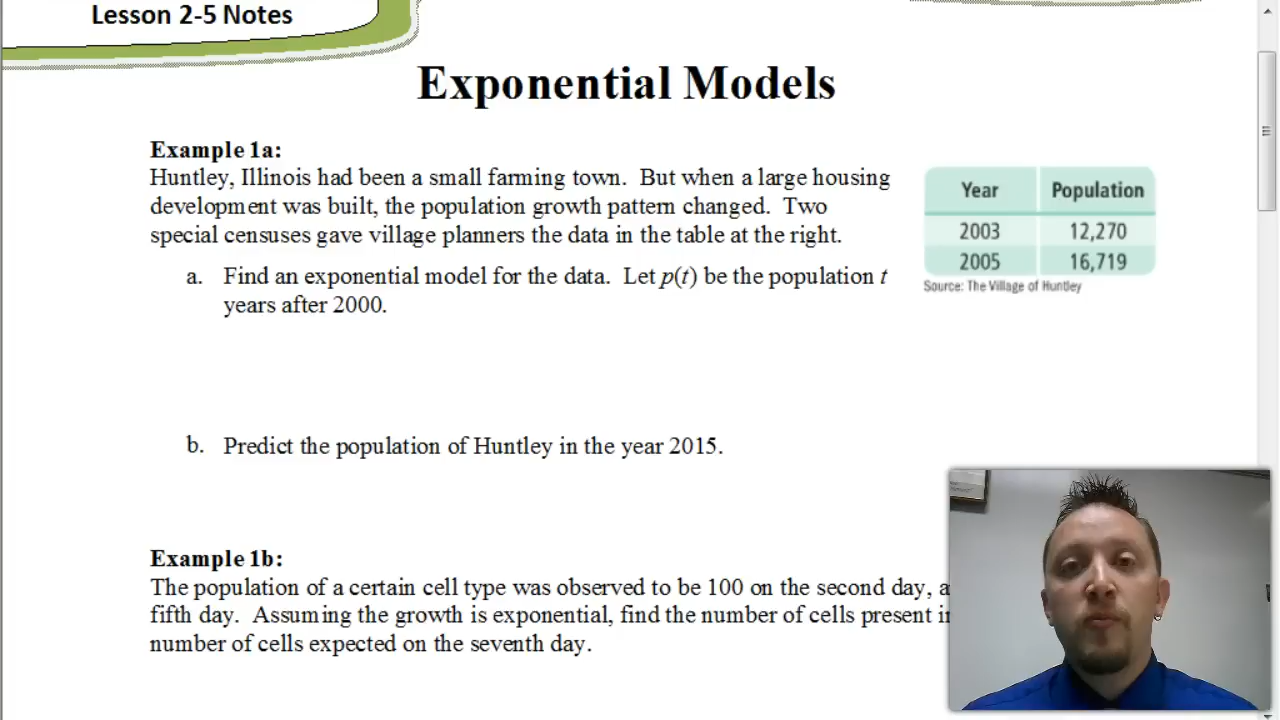 Lesson 2-5 Notes
Exponential Models
Example 1a:
Huntley, Illinois had been a small farming town. But when a large housing
development was built, the population growth pattern changed. Two
special censuses gave village planners the data in the table at the right.
Year Population
2003 12,270
2005 16,719
Source: The Village of Huntley
a. Find an exponential model for the data. Let p(t) be the population t
years after 2000.
b. Predict the population of Huntley in the year 2015.
Example 1b:
The population of a certain cell type was observed to be 100 on the second day, a
fifth day. Assuming the growth is exponential, find the number of cells present
number of cells expected on the seventh day.